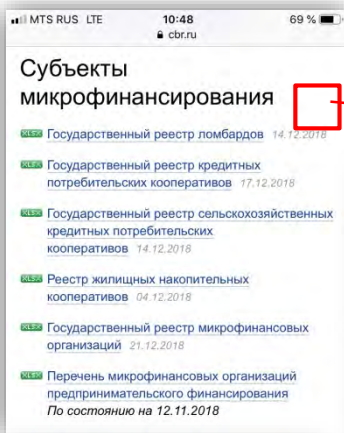 MTS RUS LTE 10:48 69 %
cbr.ru
Субъекты
микрофинансирования
XLSX Государственный реестр ломбардов 14.12.2018
XLSX Государственный реестр кредитных
потребительских кооперативов 17.12.2018
XLSX Государственный реестр сельскохозяйственных
кредитных потребительских
кооперативов 14.12.2018
XLSX Реестр жилищных накопительных
кооперативов 04.12.2018
XLSX Государственный реестр микрофинансовых
организаций 21.12.2018
XLSX Перечень микрофинансовых организаций
предпринимательского финансирования
По состоянию на 12.11.2018